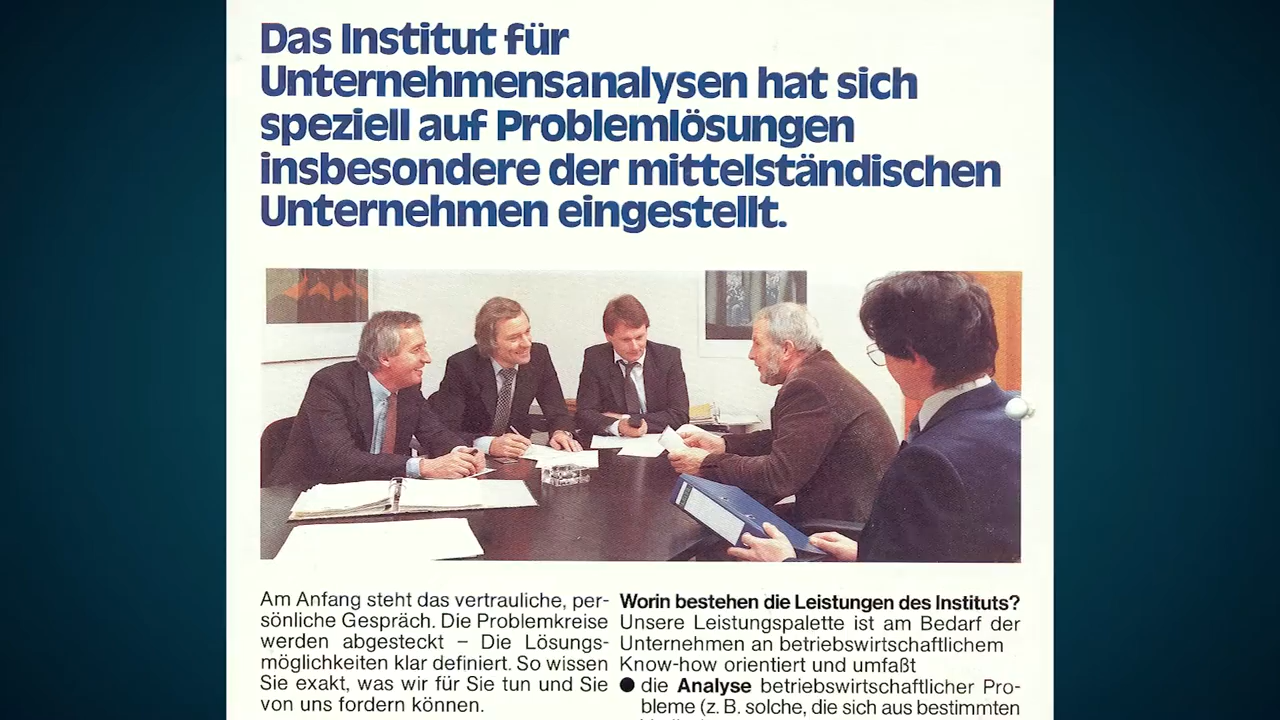 Das Institut für
Unternehmensanalysen hat sich
speziell auf Problemlösungen
insbesondere der mittelständischen
Unternehmen eingestellt.
Am Anfang steht das vertrauliche, per-
sönliche Gespräch. Die Problemkreise
werden abgesteckt – Die Lösungs-
möglichkeiten klar definiert. So wissen
Sie exakt, was wir für Sie tun und Sie
von uns fordern können.
Worin bestehen die Leistungen des Instituts?
Unsere Leistungspalette ist am Bedarf der
Unternehmen an betriebswirtschaftlichem
Know-how orientiert und umfaßt
● die Analyse betriebswirtschaftlicher Pro-
bleme (z. B. solche, die sich aus bestimmten